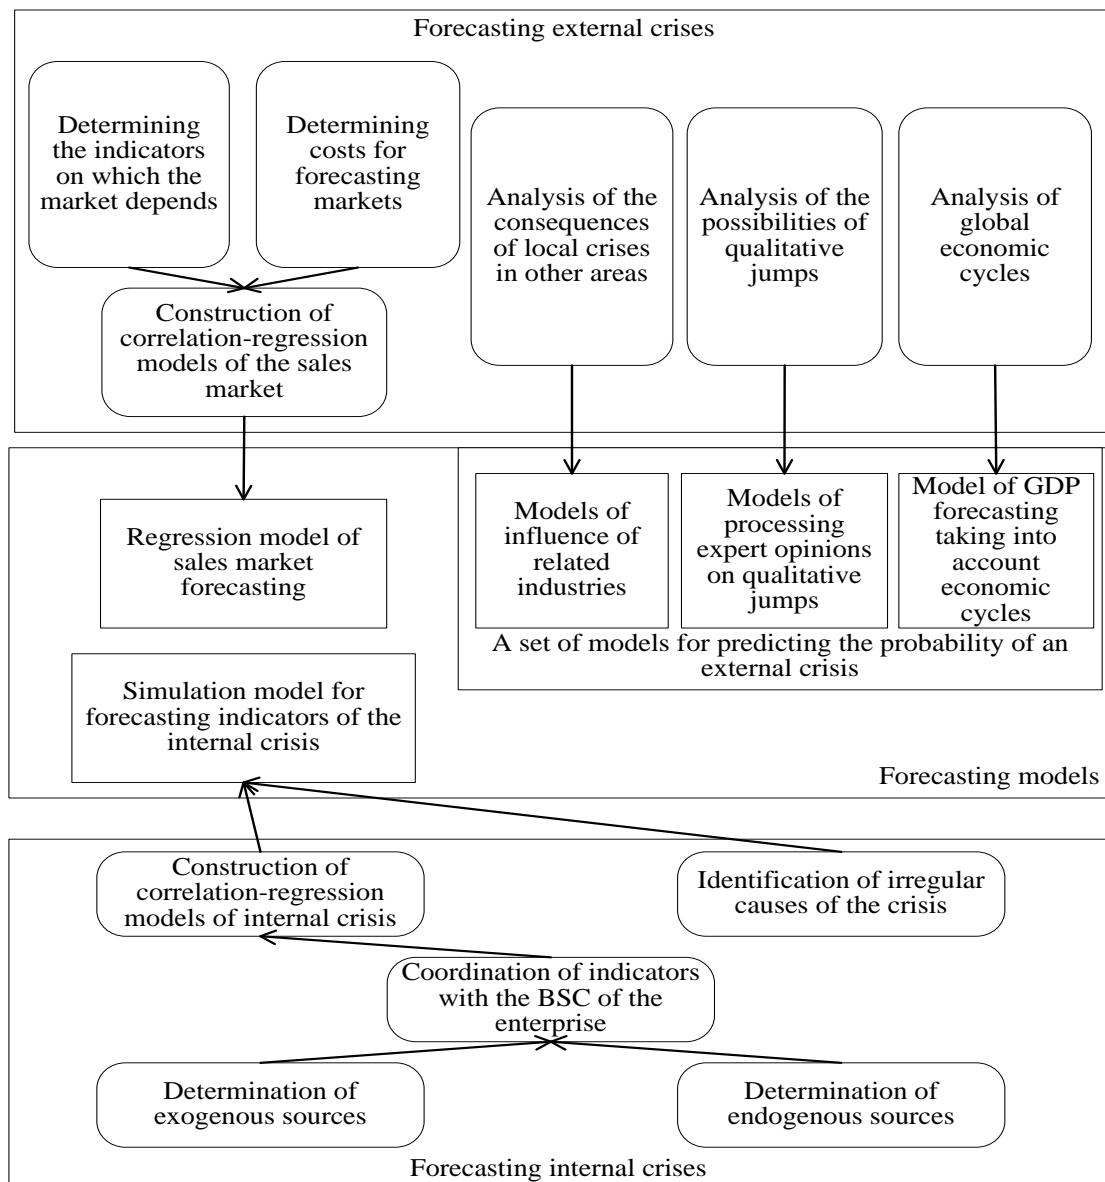 Forecasting external crises
Determining
the indicators
on which the
market depends
Determining
costs for
forecasting
markets
Analysis of the
consequences
of local crises
in other areas
Analysis of the
possibilities of
qualitative
jumps
Analysis of
global
economic
cycles
Construction of
correlation-regression
models of the sales
market
Regression model of
sales market
forecasting
Models of
influence of
related
industries
Models of
processing
expert opinions
on qualitative
jumps
Model of GDP
forecasting
taking into
account
economic
cycles
A set of models for predicting the probability of an
external crisis
Simulation model for
forecasting indicators of the
internal crisis
Forecasting models
Construction of
correlation-regression
models of internal crisis
Identification of irregular
causes of the crisis
Coordination of indicators
with the BSC of the
enterprise
Determination of
exogenous sources
Determination of
endogenous sources
Forecasting internal crises